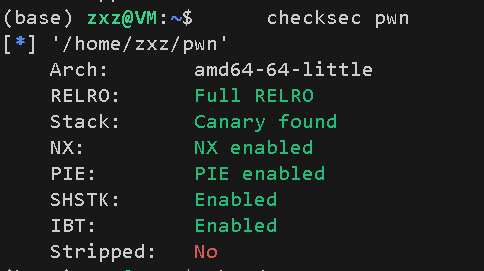 (base) zxz@VM:~$ checksec pwn
[*] '/home/zxz/pwn'
Arch: amd64-64-little
RELRO: Full RELRO
Stack: Canary found
NX: NX enabled
PIE: PIE enabled
SHSTK: Enabled
IBT: Enabled
Stripped: No